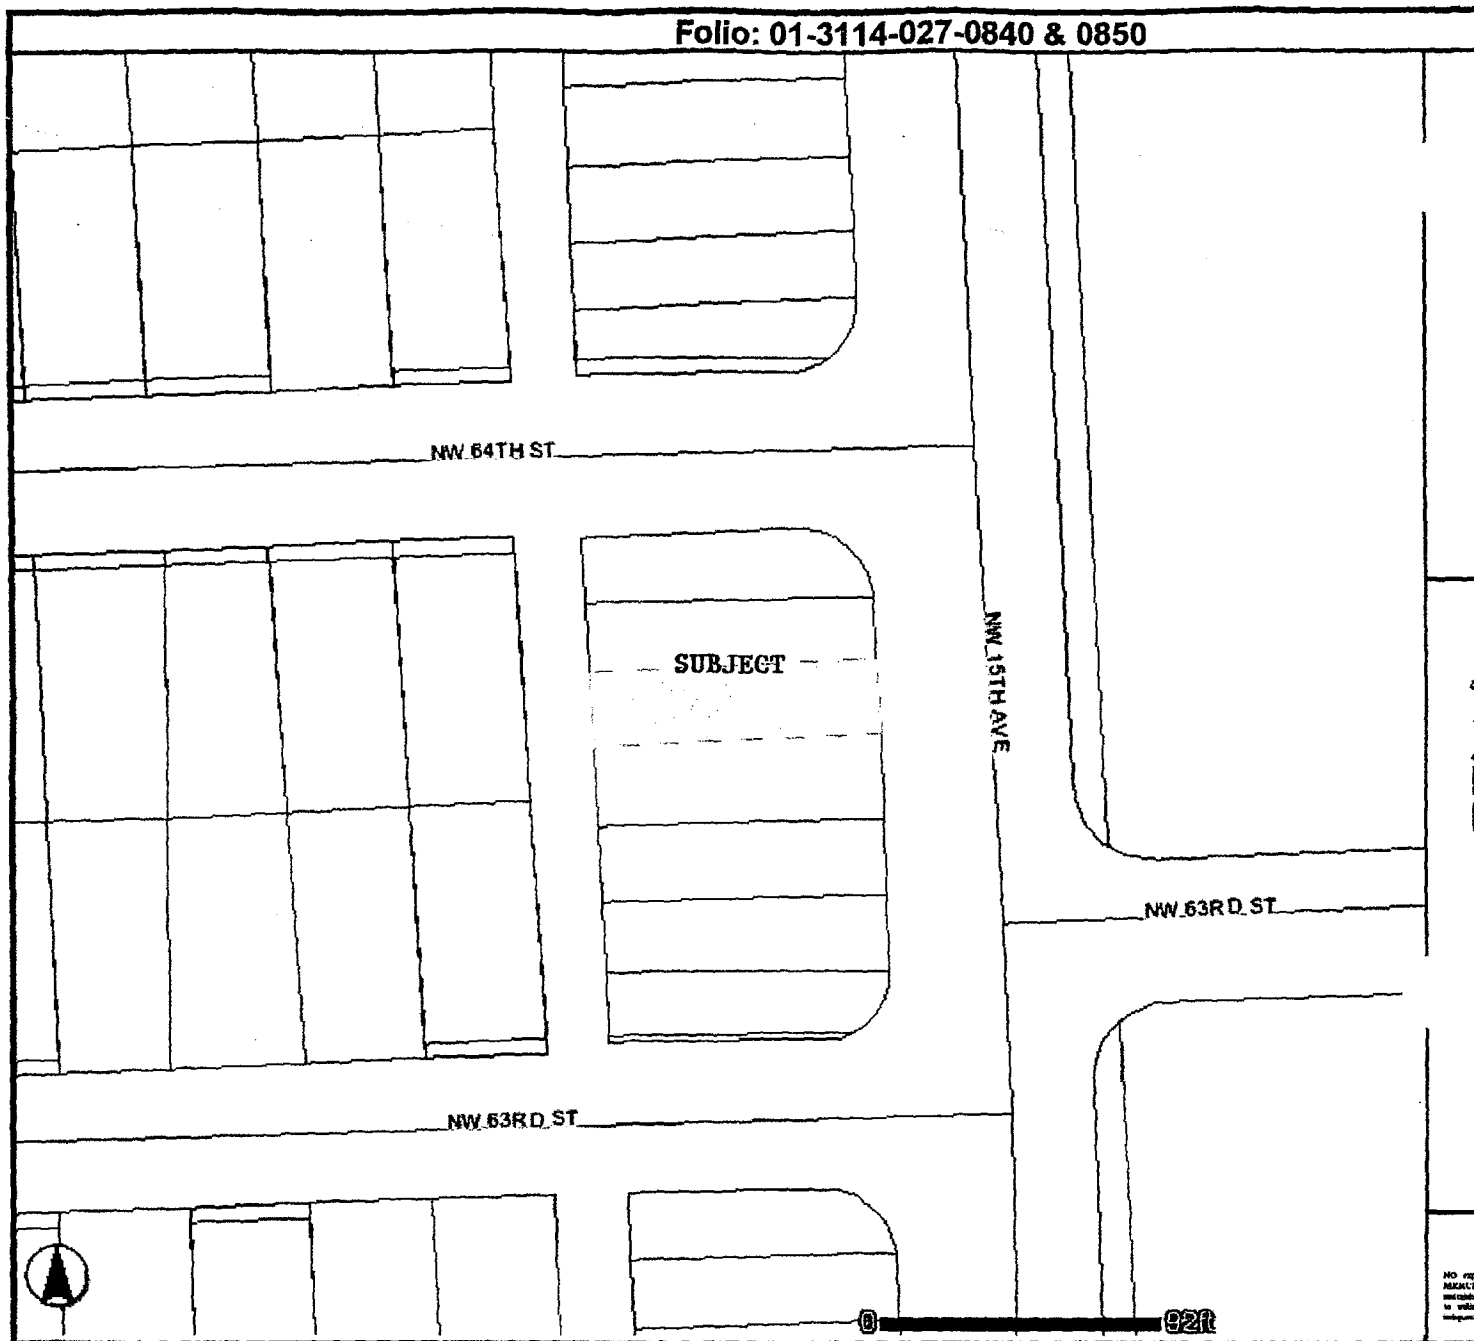 Folio: 01-3114-027-0840 & 0850
NW 64TH ST
SUBJECT
NW 15TH AVE
NW 63RD ST
NW 63RD ST
0 92ft